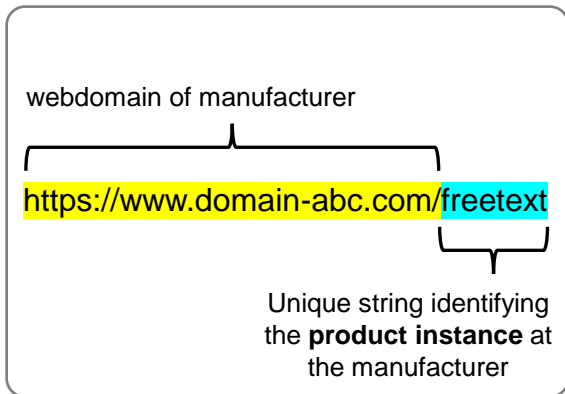 webdomain of manufacturer
https://www.domain-abc.com/freetext
Unique string identifying
the product instance at
the manufacturer